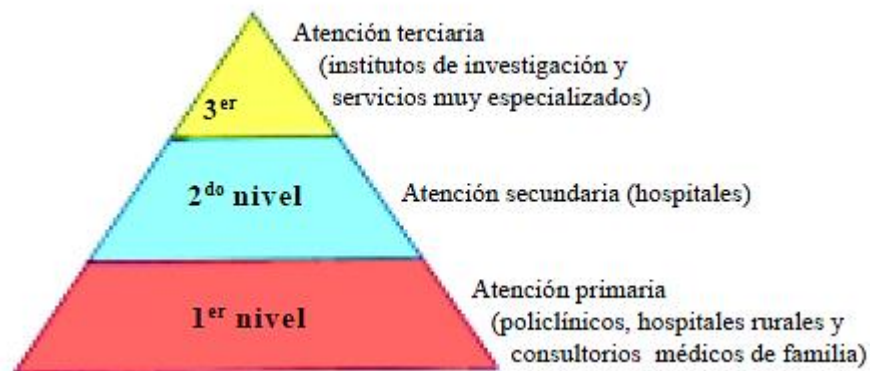 Atención terciaria
(institutos de investigación y
servicios muy especializados)
3er
2do nivel
Atención secundaria (hospitales)
Atención primaria
1er nivel
(policlínicos, hospitales rurales y
consultorios médicos de familia)